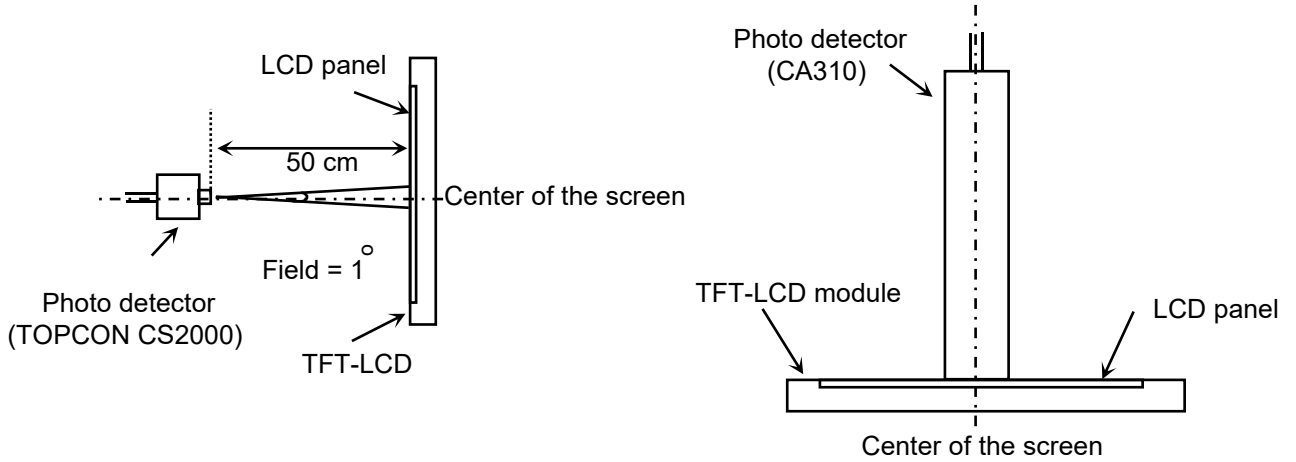 LCD panel
50 cm
Center of the screen
Field = 1°
Photo detector
(TOPCON CS2000)
TFT-LCD
Photo detector
(CA310)
TFT-LCD module
LCD panel
Center of the screen